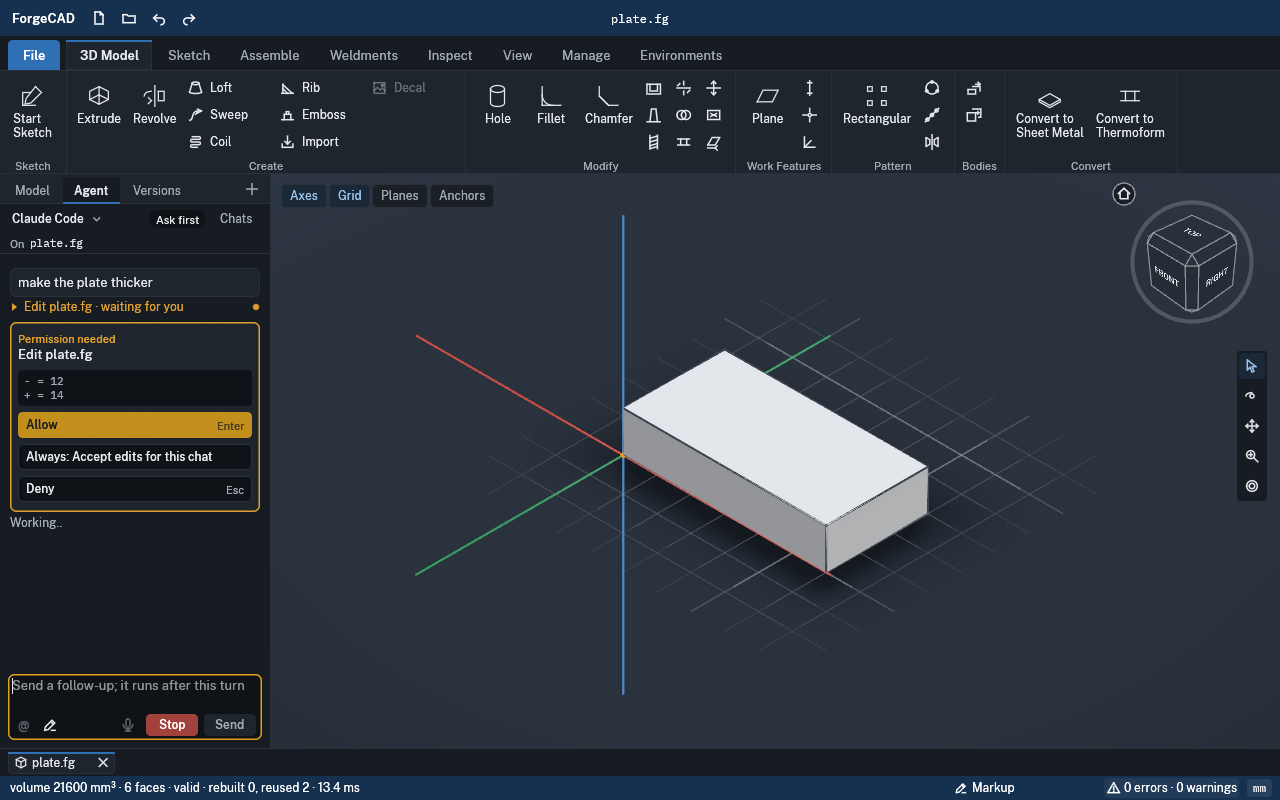 ForgeCAD
plate.fg
File
3D Model
Sketch
Assemble
Weldments
Inspect
View
Manage
Environments
Start Sketch
Extrude
Revolve
Loft
Sweep
Coil
Rib
Emboss
Import
Decal
Hole
Fillet
Chamfer
Plane
Rectangular
Convert to Sheet Metal
Convert to Thermoform
Sketch
Create
Modify
Work Features
Pattern
Bodies
Convert
Model
Agent
Versions
Claude Code
Ask first
Chats
On plate.fg
make the plate thicker
Edit plate.fg · waiting for you
Permission needed
Edit plate.fg
- = 12
+ = 14
Allow Enter
Always: Accept edits for this chat
Deny Esc
Working..
Send a follow-up; it runs after this turn
@
Stop
Send
Axes
Grid
Planes
Anchors
TOP
FRONT
RIGHT
plate.fg
volume 21600 mm³ · 6 faces · valid · rebuilt 0, reused 2 · 13.4 ms
Markup
0 errors · 0 warnings
mm